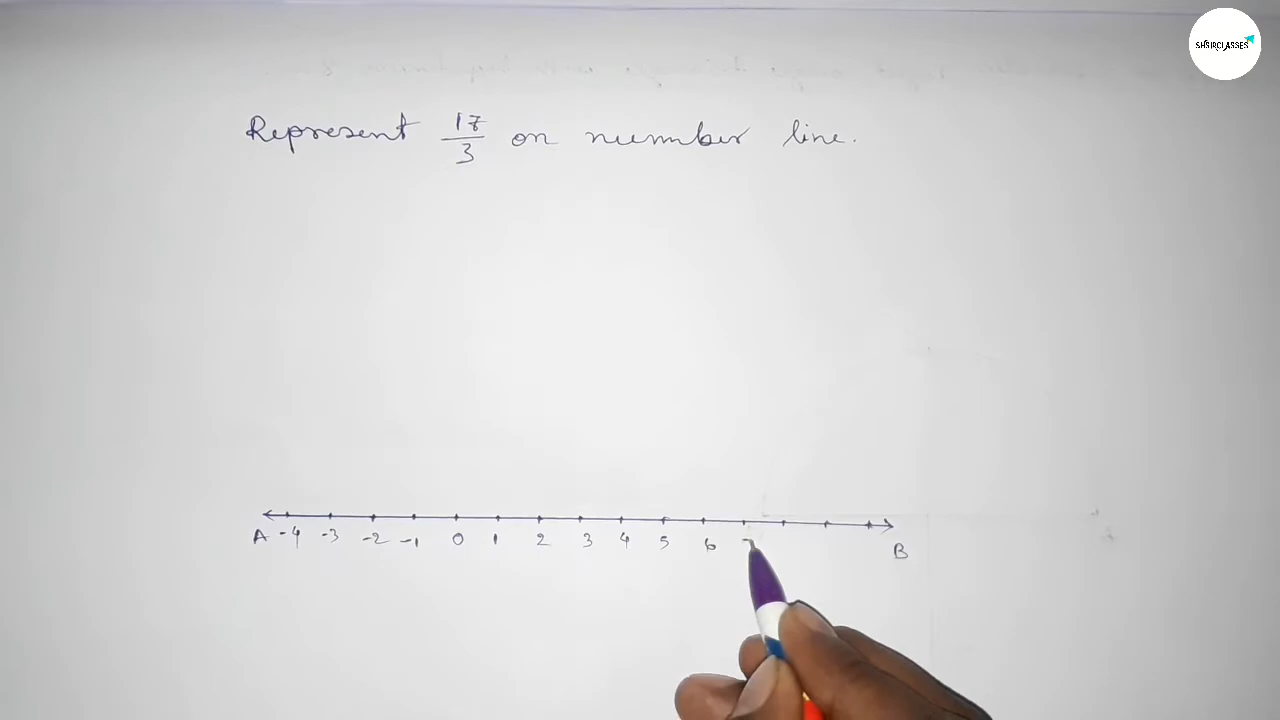 SHSIRCLASSES
Represent 17/3 on number line.
A -4 -3 -2 -1 0 1 2 3 4 5 6 B